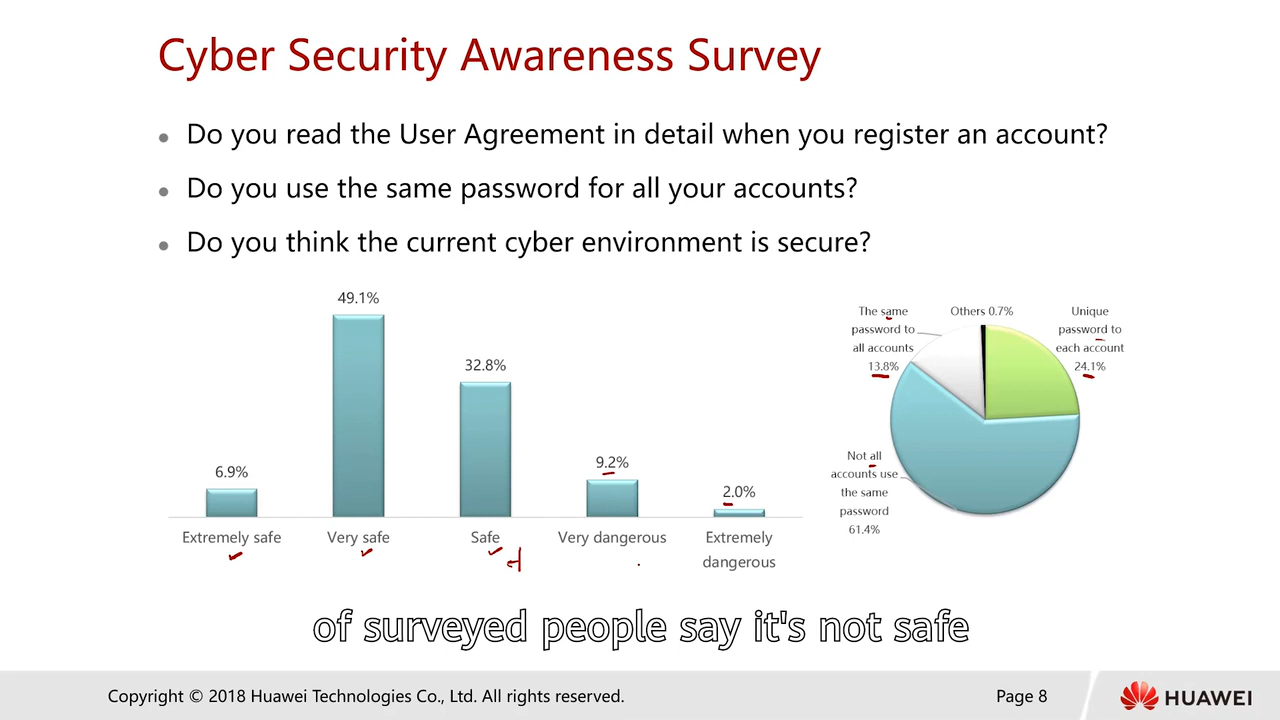 Cyber Security Awareness Survey
Do you read the User Agreement in detail when you register an account?
Do you use the same password for all your accounts?
Do you think the current cyber environment is secure?
49.1%
32.8%
6.9%
9.2%
2.0%
Extremely safe
Very safe
Safe
Very dangerous
Extremely
dangerous
The same
password to
all accounts
13.8%
Others 0.7%
Unique
password to
each account
24.1%
Not all
accounts use
the same
password
61.4%
of surveyed people say it's not safe
Copyright © 2018 Huawei Technologies Co., Ltd. All rights reserved.
Page 8
HUAWEI